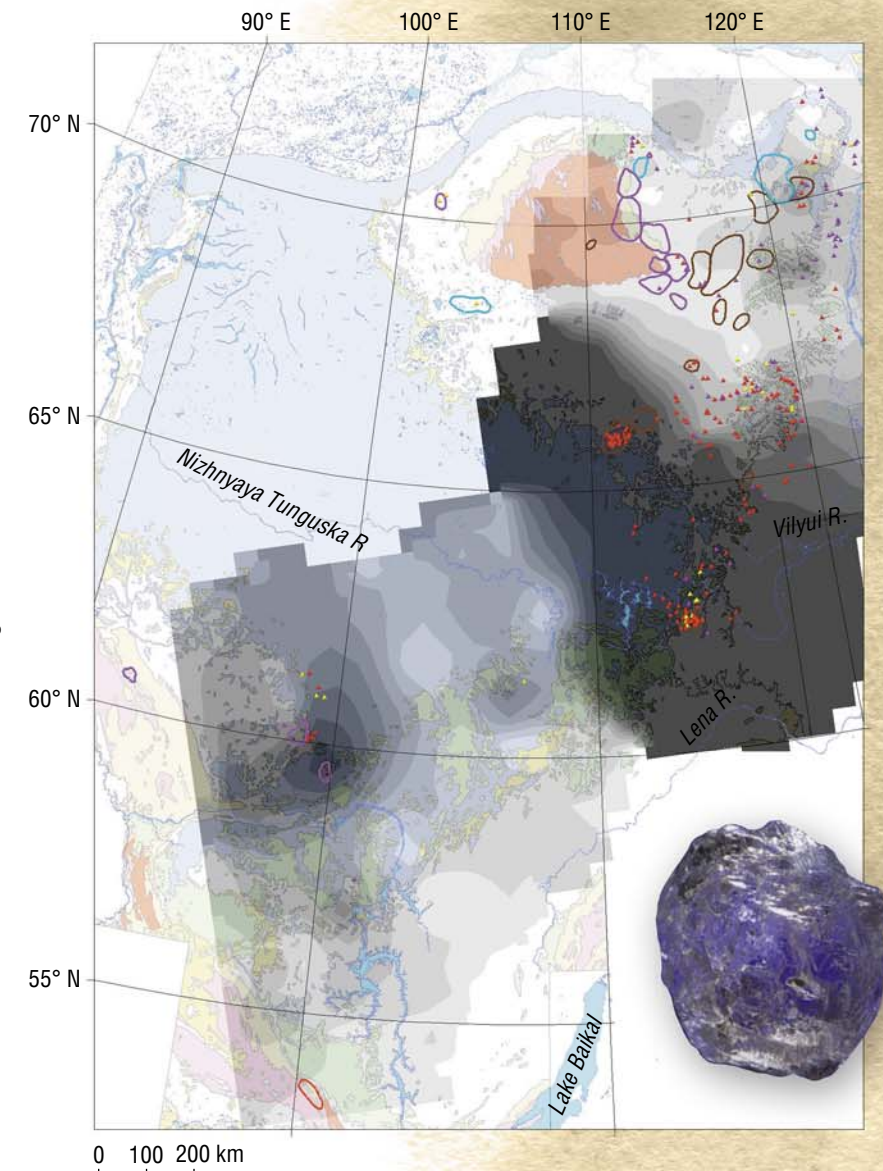 90° E
100° E
110° E
120° E
70° N
65° N
Nizhnyaya Tunguska R
Vilyui R.
60° N
Lena R.
55° N
Lake Baikal
0 100 200 km